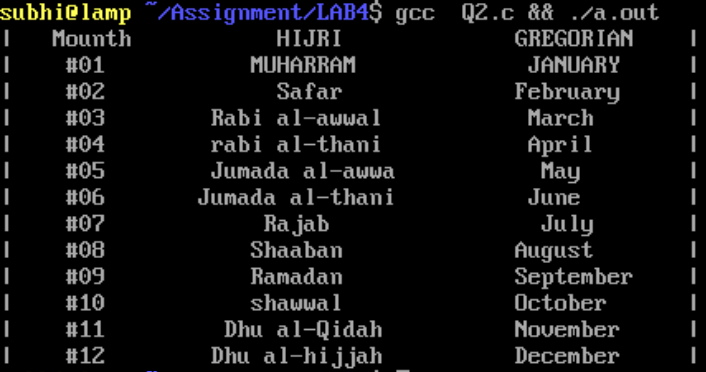 subhi@lamp ~/Assignment/LAB4$ gcc  Q2.c && ./a.out
|   Mounth           HIJRI             GREGORIAN    |
|    #01           MUHARRAM             JANUARY     |
|    #02             Safar             February     |
|    #03        Rabi al-awwal           March       |
|    #04        rabi al-thani           April       |
|    #05        Jumada al-awwa           May        |
|    #06       Jumada al-thani          June        |
|    #07            Rajab                July       |
|    #08           Shaaban             August       |
|    #09           Ramadan             September    |
|    #10           shawwal             October      |
|    #11         Dhu al-Qidah          November     |
|    #12        Dhu al-hijjah          December     |